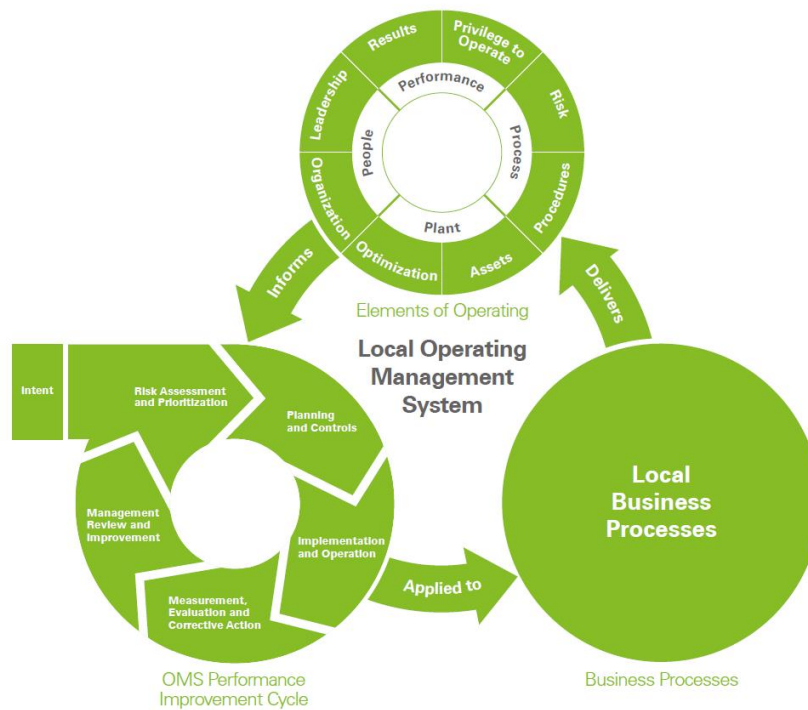 Results
Privilege to
Operate
Leadership
Performance
Risk
People
Process
Organization
Procedures
Plant
Optimization
Assets
Informs
Delivers
Elements of Operating
Local Operating
Management
System
Intent
Risk Assessment
and Prioritization
Planning
and Controls
Local
Business
Processes
Management
Review and
Improvement
Implementation
and Operation
Applied to
Measurement,
Evaluation and
Corrective Action
OMS Performance
Improvement Cycle
Business Processes